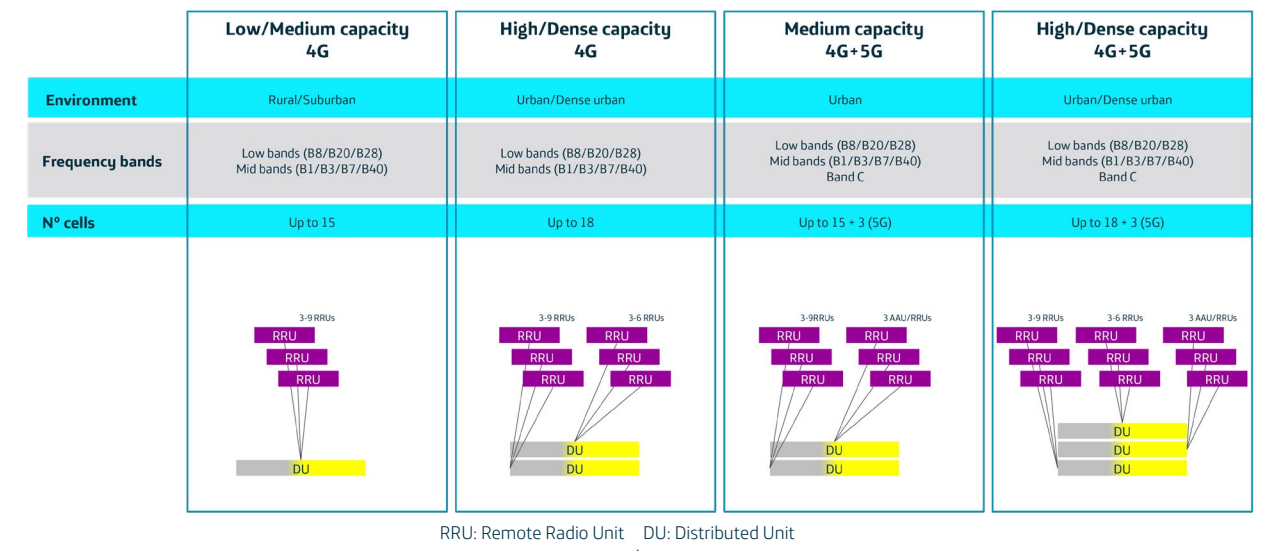 Low/Medium capacity
4G
High/Dense capacity
4G
Medium capacity
4G+5G
High/Dense capacity
4G+5G
Environment
Rural/Suburban
Urban/Dense urban
Urban
Urban/Dense urban
Frequency bands
Low bands (B8/B20/B28)
Mid bands (B1/B3/B7/B40)
Low bands (B8/B20/B28)
Mid bands (B1/B3/B7/B40)
Low bands (B8/B20/B28)
Mid bands (B1/B3/B7/B40)
Band C
Low bands (B8/B20/B28)
Mid bands (B1/B3/B7/B40)
Band C
Nº cells
Up to 15
Up to 18
Up to 15 + 3 (5G)
Up to 18 + 3 (5G)
3-9 RRUs
RRU
RRU
RRU
DU
3-9 RRUs
RRU
RRU
RRU
3-6 RRUs
RRU
RRU
RRU
DU
DU
3-9RRUs
RRU
RRU
RRU
3 AAU/RRUs
RRU
RRU
RRU
DU
DU
3-9 RRUs
RRU
RRU
RRU
3-6 RRUs
RRU
RRU
RRU
3 AAU/RRUs
RRU
RRU
RRU
DU
DU
DU
RRU: Remote Radio Unit DU: Distributed Unit